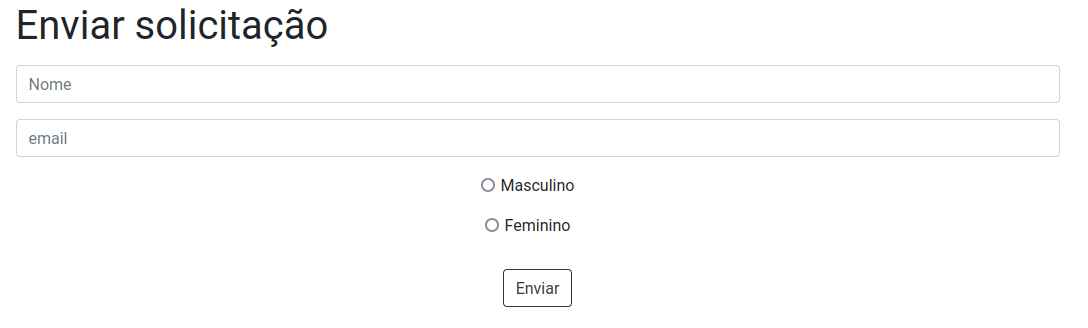 Enviar solicitação
Nome
email
Masculino
Feminino
Enviar